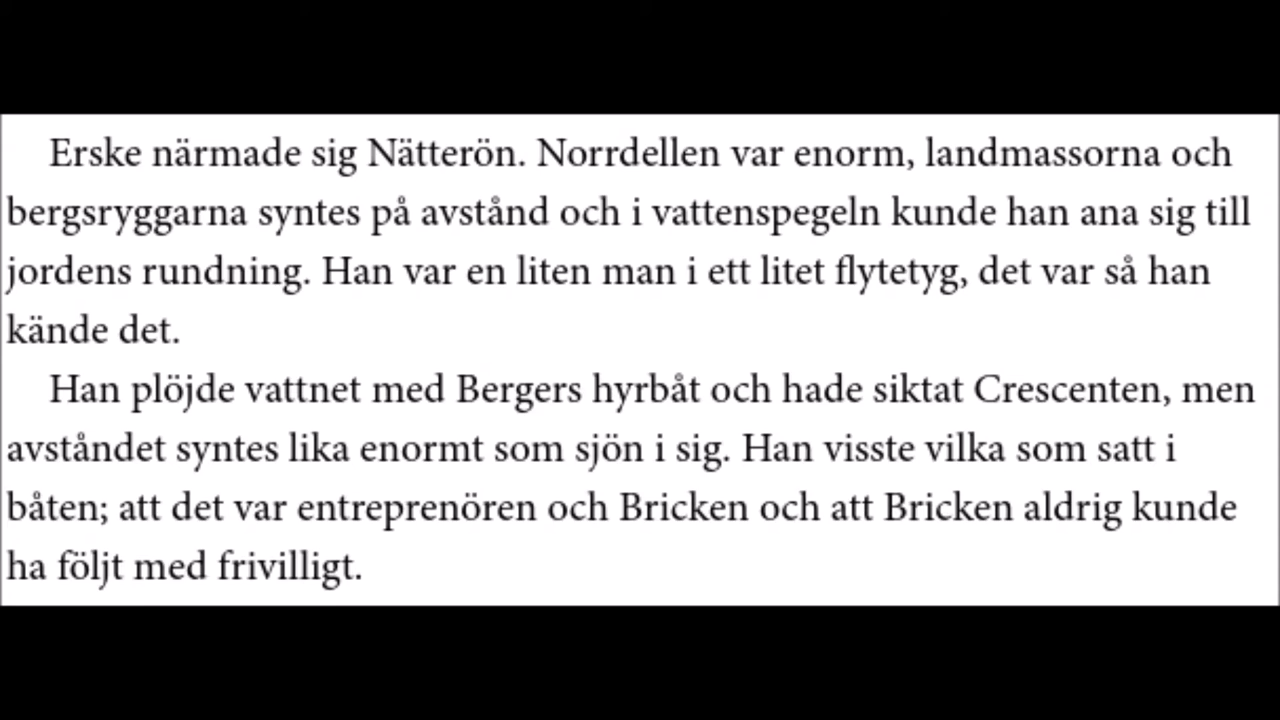 Erske närmade sig Nätterön. Norrdellen var enorm, landmassorna och
bergsryggarna syntes på avstånd och i vattenspegeln kunde han ana sig till
jordens rundning. Han var en liten man i ett litet flytetyg, det var så han
kände det.
Han plöjde vattnet med Bergers hyrbåt och hade siktat Crescenten, men
avståndet syntes lika enormt som sjön i sig. Han visste vilka som satt i
båten; att det var entreprenören och Bricken och att Bricken aldrig kunde
ha följt med frivilligt.